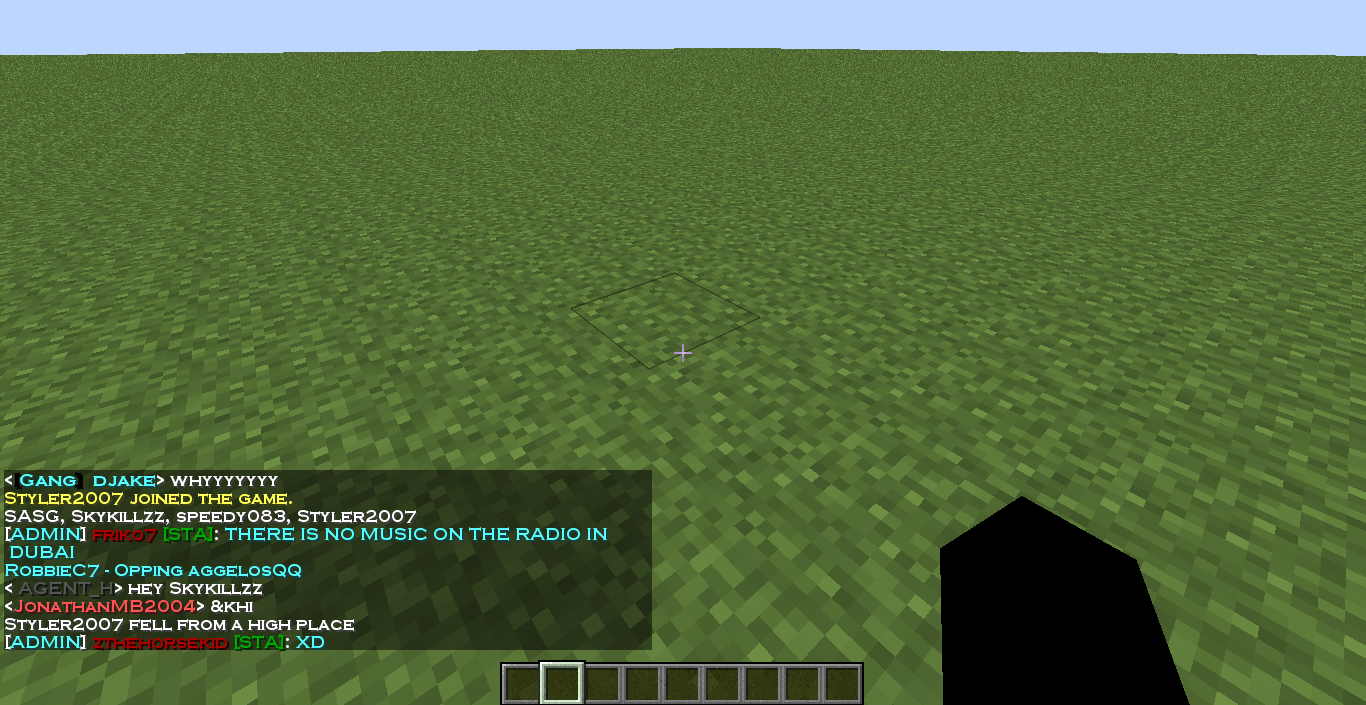 <[Gang] djake> whyyyyyyy
Styler2007 joined the game.
SASG, Skykillzz, speedy083, Styler2007
[ADMIN] friko7 [STA]: THERE IS NO MUSIC ON THE RADIO IN
DUBAI
RobbieC7 - Opping aggelosQQ
< AGENT_H> hey Skykillzz
<JonathanMB2004> &khi
Styler2007 fell from a high place
[ADMIN] zthehorsekid [STA]: XD